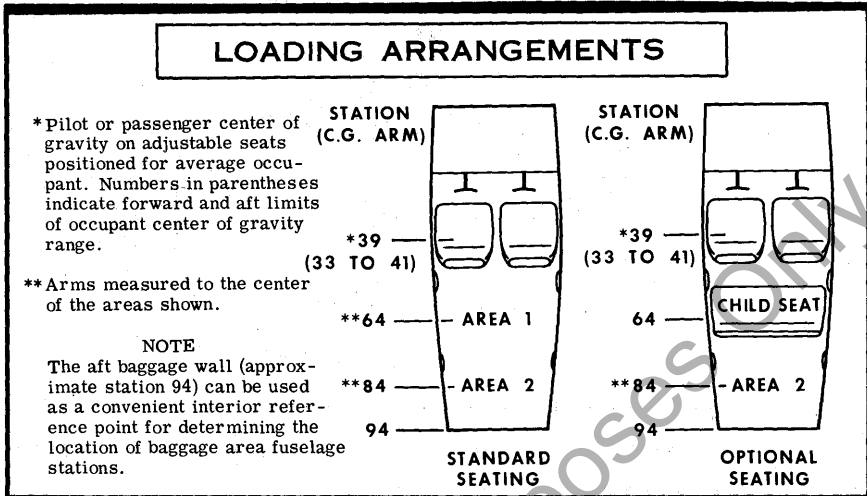 LOADING ARRANGEMENTS
*Pilot or passenger center of
gravity on adjustable seats
positioned for average occu-
pant. Numbers in parentheses
indicate forward and aft limits
of occupant center of gravity
range.
**Arms measured to the center
of the areas shown.
NOTE
The aft baggage wall (approx-
imate station 94) can be used
as a convenient interior refer-
ence point for determining the
location of baggage area fuselage
stations.
STATION
(C.G. ARM)
*39
(33 TO 41)
**64 AREA 1
**84 AREA 2
94
STANDARD
SEATING
STATION
(C.G. ARM)
*39
(33 TO 41)
64 CHILD SEAT
**84 AREA 2
94
OPTIONAL
SEATING
oses Only